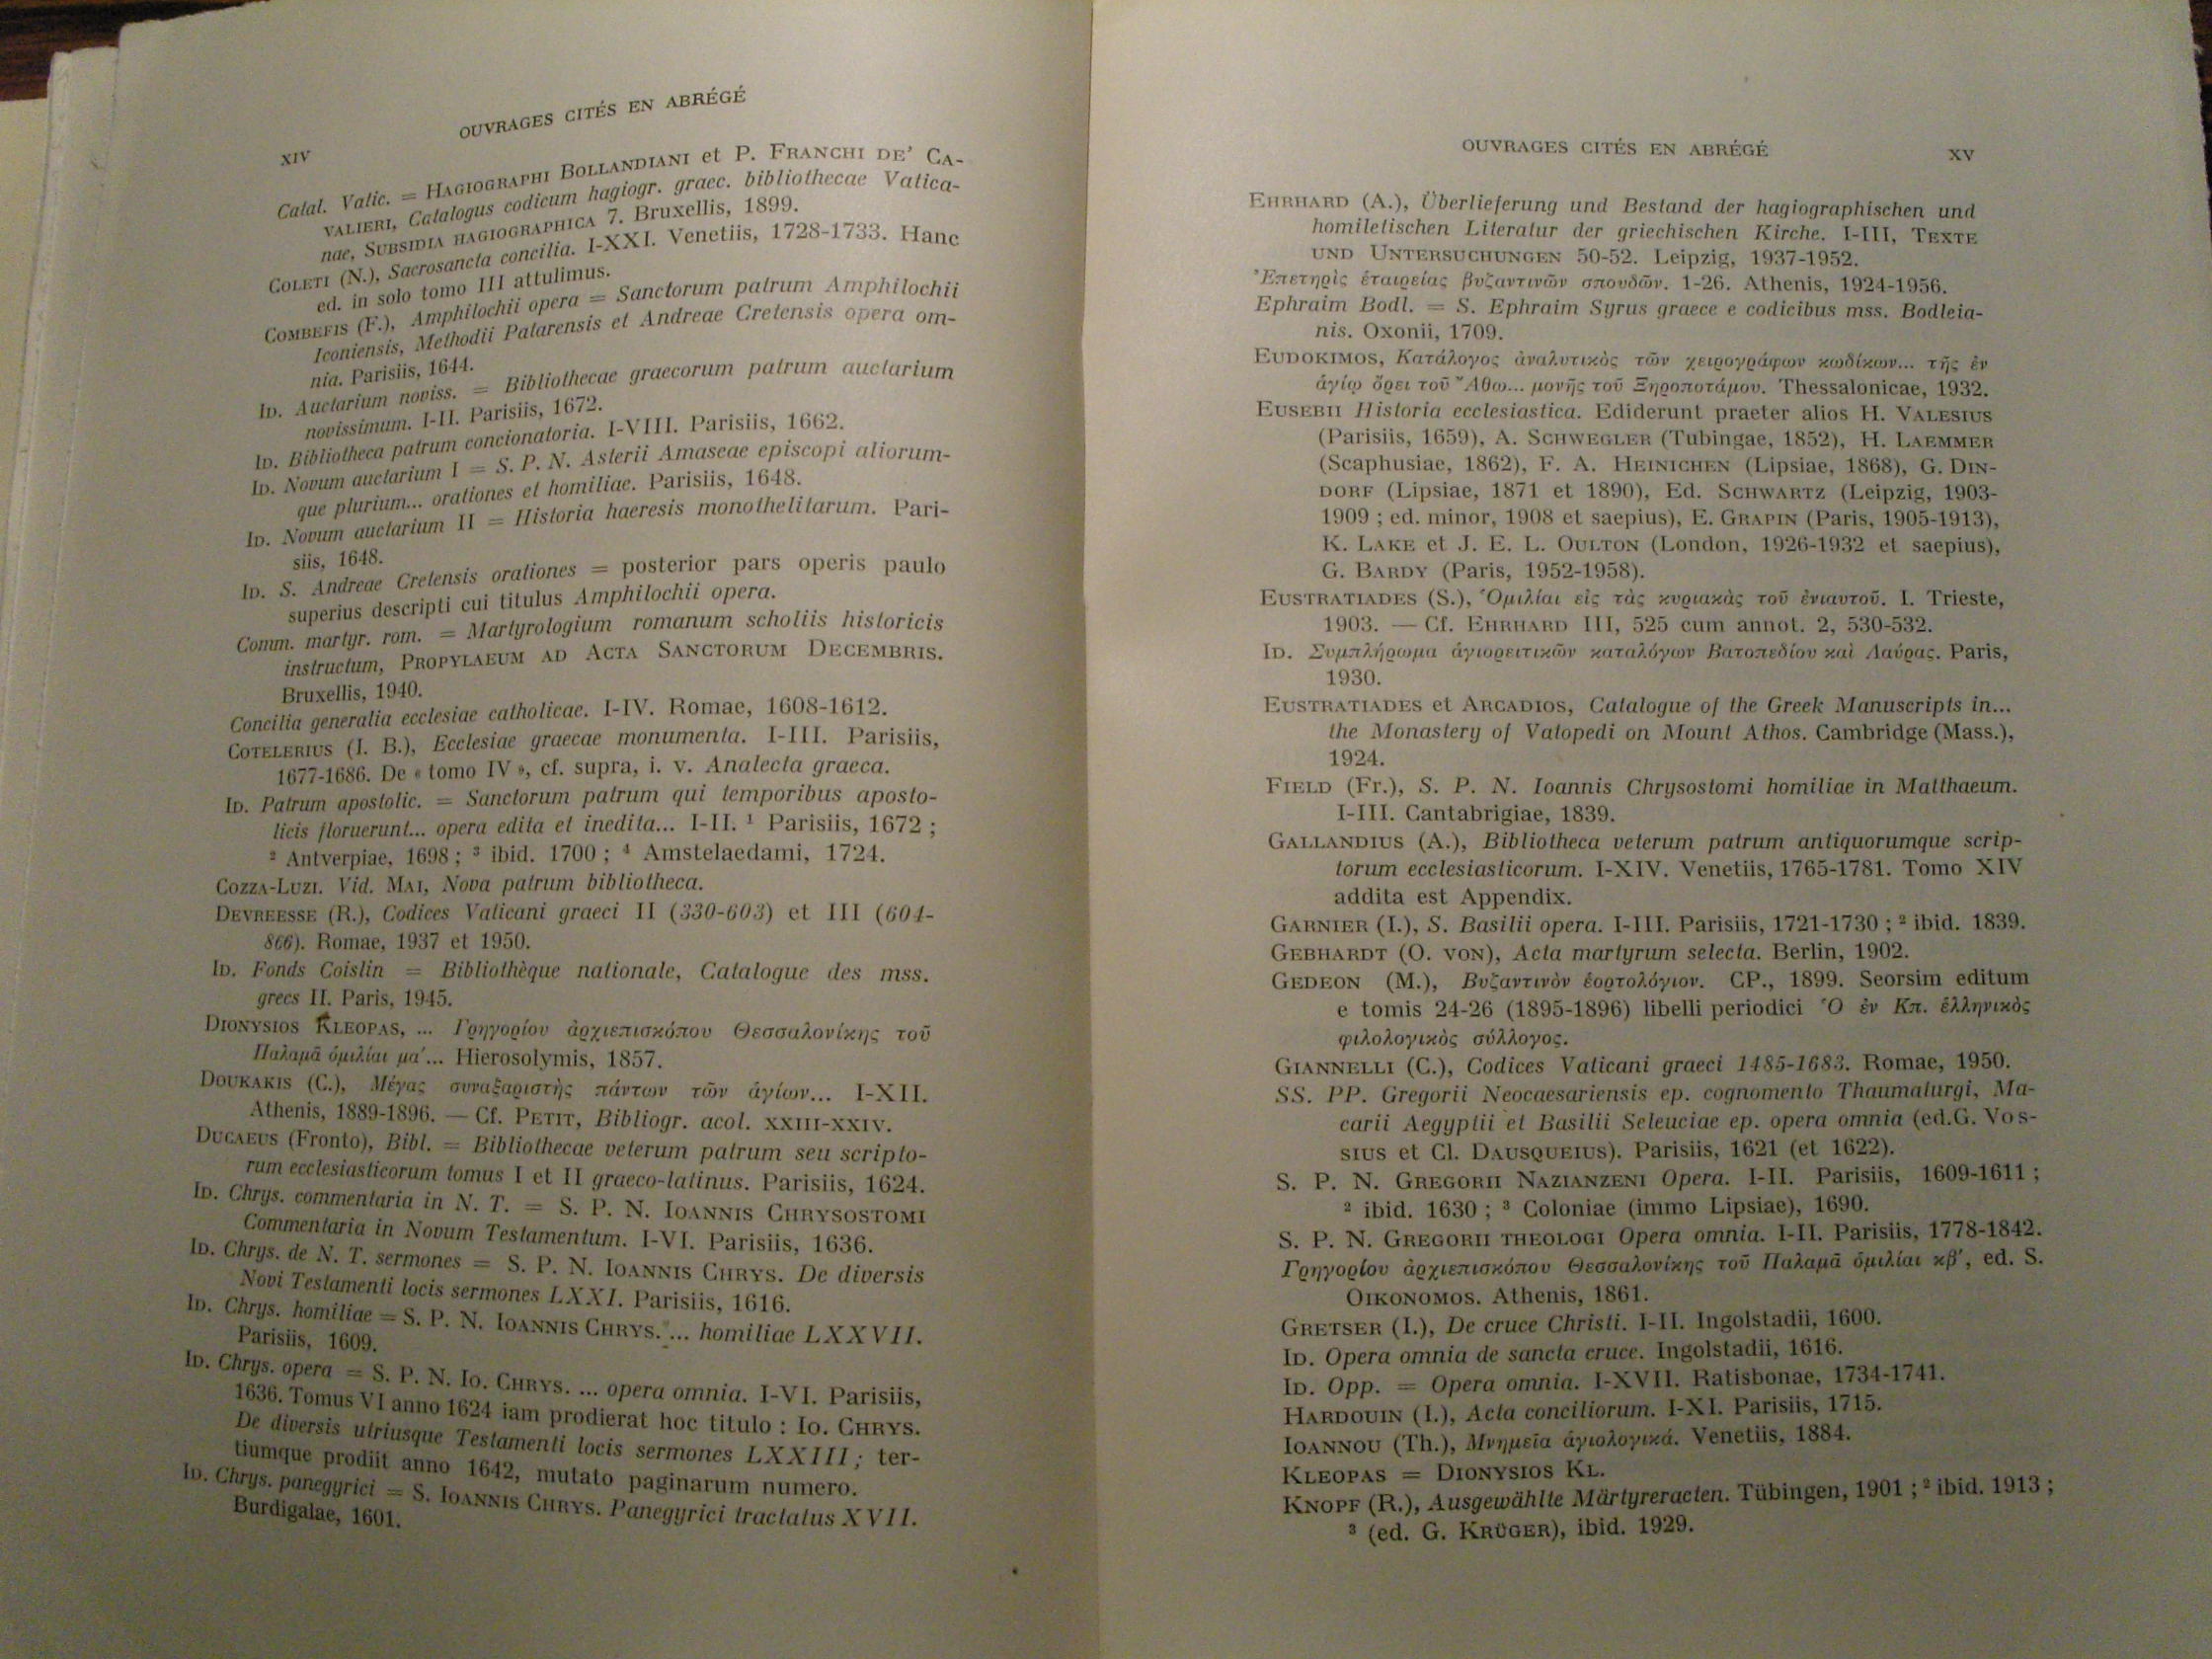 XIV
OUVRAGES CITÉS EN ABRÉGÉ
Catal. Vatic. = HAGIOGRAPHI BOLLANDIANI et P. FRANCHI DE' CA-
VALIERI, Catalogus codicum hagiogr. graec. bibliothecae Vatica-
nae, SUBSIDIA HAGIOGRAPHICA 7. Bruxellis, 1899.
COLETI (N.), Sacrosancta concilia. I-XXI. Venetiis, 1728-1733. Hanc
ed. in solo tomo III attulimus.
COMBEFIS (F.), Amphilochii opera = Sanctorum patrum Amphilochii
Iconiensis, Methodii Patarensis et Andreae Cretensis opera om-
nia. Parisiis, 1644.
ID. Auctarium noviss. = Bibliothecae graecorum patrum auctarium
novissimum. I-II. Parisiis, 1672.
ID. Bibliotheca patrum concionatoria. I-VIII. Parisiis, 1662.
ID. Novum auctarium I = S. P. N. Asterii Amaseae episcopi aliorum-
que plurium... orationes et homiliae. Parisiis, 1648.
ID. Novum auctarium II = Historia haeresis monothelitarum. Pari-
siis, 1648.
ID. S. Andreae Cretensis orationes = posterior pars operis paulo
superius descripti cui titulus Amphilochii opera.
Comm. martyr. rom. = Martyrologium romanum scholiis historicis
instructum, PROPYLAEUM AD ACTA SANCTORUM DECEMBRIS.
Bruxellis, 1940.
Concilia generalia ecclesiae catholicae. I-IV. Romae, 1608-1612.
COTELERIUS (I. B.), Ecclesiae graecae monumenta. I-III. Parisiis,
1677-1686. De « tomo IV », cf. supra, i. v. Analecta graeca.
ID. Patrum apostolic. = Sanctorum patrum qui temporibus aposto-
licis floruerunt... opera edita et inedita... I-II. ¹ Parisiis, 1672 ;
² Antverpiae, 1698 ; ³ ibid. 1700 ; ⁴ Amstelaedami, 1724.
COZZA-LUZI. Vid. MAI, Nova patrum bibliotheca.
DEVREESSE (R.), Codices Vaticani graeci II (330-603) et III (604-
866). Romae, 1937 et 1950.
ID. Fonds Coislin = Bibliothèque nationale, Catalogue des mss.
grecs II. Paris, 1945.
DIONYSIOS KLEOPAS, ... Γρηγορίου ἀρχιεπισκόπου Θεσσαλονίκης τοῦ
Παλαμᾶ ὁμιλίαι μα´... Hierosolymis, 1857.
DOUKAKIS (C.), Μέγας συναξαριστὴς πάντων τῶν ἁγίων... I-XII.
Athenis, 1889-1896. — Cf. PETIT, Bibliogr. acol. XXIII-XXIV.
DUCAEUS (Fronto), Bibl. = Bibliothecae veterum patrum seu scripto-
rum ecclesiasticorum tomus I et II graeco-latinus. Parisiis, 1624.
ID. Chrys. commentaria in N. T. = S. P. N. IOANNIS CHRYSOSTOMI
Commentaria in Novum Testamentum. I-VI. Parisiis, 1636.
ID. Chrys. de N. T. sermones = S. P. N. IOANNIS CHRYS. De diversis
Novi Testamenti locis sermones LXXI. Parisiis, 1616.
ID. Chrys. homiliae = S. P. N. IOANNIS CHRYS. ... homiliae LXXVII.
Parisiis, 1609.
ID. Chrys. opera = S. P. N. IO. CHRYS. ... opera omnia. I-VI. Parisiis,
1636. Tomus VI anno 1624 iam prodierat hoc titulo : IO. CHRYS.
De diversis utriusque Testamenti locis sermones LXXIII ; ter-
tiumque prodiit anno 1642, mutato paginarum numero.
ID. Chrys. panegyrici = S. IOANNIS CHRYS. Panegyrici tractatus XVII.
Burdigalae, 1601.
OUVRAGES CITÉS EN ABRÉGÉ
XV
EHRHARD (A.), Überlieferung und Bestand der hagiographischen und
homiletischen Literatur der griechischen Kirche. I-III, TEXTE
UND UNTERSUCHUNGEN 50-52. Leipzig, 1937-1952.
Ἐπετηρὶς ἑταιρείας βυζαντινῶν σπουδῶν. 1-26. Athenis, 1924-1956.
Ephraim Bodl. = S. Ephraim Syrus graece e codicibus mss. Bodleia-
nis. Oxonii, 1709.
EUDOKIMOS, Κατάλογος ἀναλυτικὸς τῶν χειρογράφων κωδίκων... τῆς ἐν
ἁγίῳ ὄρει τοῦ Ἄθω... μονῆς τοῦ Ξηροποτάμου. Thessalonicae, 1932.
EUSEBII Historia ecclesiastica. Ediderunt praeter alios H. VALESIUS
(Parisiis, 1659), A. SCHWEGLER (Tubingae, 1852), H. LAEMMER
(Scaphusiae, 1862), F. A. HEINICHEN (Lipsiae, 1868), G. DIN-
DORF (Lipsiae, 1871 et 1890), Ed. SCHWARTZ (Leipzig, 1903-
1909 ; ed. minor, 1908 et saepius), E. GRAPIN (Paris, 1905-1913),
K. LAKE et J. E. L. OULTON (London, 1926-1932 et saepius),
G. BARDY (Paris, 1952-1958).
EUSTRATIADES (S.), Ὁμιλίαι εἰς τὰς κυριακὰς τοῦ ἐνιαυτοῦ. I. Trieste,
1903. — Cf. EHRHARD III, 525 cum annot. 2, 530-532.
ID. Συμπλήρωμα ἁγιορειτικῶν καταλόγων Βατοπεδίου καὶ Λαύρας. Paris,
1930.
EUSTRATIADES et ARCADIOS, Catalogue of the Greek Manuscripts in...
the Monastery of Vatopedi on Mount Athos. Cambridge (Mass.),
1924.
FIELD (Fr.), S. P. N. Ioannis Chrysostomi homiliae in Matthaeum.
I-III. Cantabrigiae, 1839.
GALLANDIUS (A.), Bibliotheca veterum patrum antiquorumque scrip-
torum ecclesiasticorum. I-XIV. Venetiis, 1765-1781. Tomo XIV
addita est Appendix.
GARNIER (I.), S. Basilii opera. I-III. Parisiis, 1721-1730 ; ² ibid. 1839.
GEBHARDT (O. VON), Acta martyrum selecta. Berlin, 1902.
GEDEON (M.), Βυζαντινὸν ἑορτολόγιον. CP., 1899. Seorsim editum
e tomis 24-26 (1895-1896) libelli periodici Ὁ ἐν Κπ. ἑλληνικὸς
φιλολογικὸς σύλλογος.
GIANNELLI (C.), Codices Vaticani graeci 1485-1683. Romae, 1950.
SS. PP. Gregorii Neocaesariensis ep. cognomento Thaumaturgi, Ma-
carii Aegyptii et Basilii Seleuciae ep. opera omnia (ed.G. VOS-
SIUS et Cl. DAUSQUEIUS). Parisiis, 1621 (et 1622).
S. P. N. GREGORII NAZIANZENI Opera. I-II. Parisiis, 1609-1611 ;
² ibid. 1630 ; ³ Coloniae (immo Lipsiae), 1690.
S. P. N. GREGORII THEOLOGI Opera omnia. I-II. Parisiis, 1778-1842.
Γρηγορίου ἀρχιεπισκόπου Θεσσαλονίκης τοῦ Παλαμᾶ ὁμιλίαι κβ´, ed. S.
OIKONOMOS. Athenis, 1861.
GRETSER (I.), De cruce Christi. I-II. Ingolstadii, 1600.
ID. Opera omnia de sancta cruce. Ingolstadii, 1616.
ID. Opp. = Opera omnia. I-XVII. Ratisbonae, 1734-1741.
HARDOUIN (I.), Acta conciliorum. I-XI. Parisiis, 1715.
IOANNOU (Th.), Μνημεῖα ἁγιολογικά. Venetiis, 1884.
KLEOPAS = DIONYSIOS KL.
KNOPF (R.), Ausgewählte Märtyreracten. Tübingen, 1901 ; ² ibid. 1913 ;
³ (ed. G. KRÜGER), ibid. 1929.